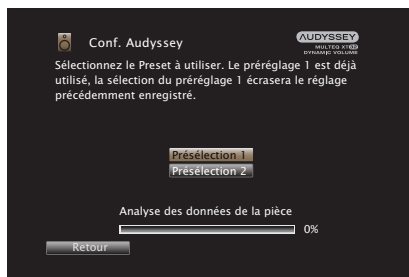 Conf. Audyssey
AUDYSSEY
MULTEQ XT32
DYNAMIC VOLUME
Sélectionnez le Preset à utiliser. Le préréglage 1 est déjà
utilisé, la sélection du préréglage 1 écrasera le réglage
précédemment enregistré.
Présélection 1
Présélection 2
Analyse des données de la pièce
0%
Retour